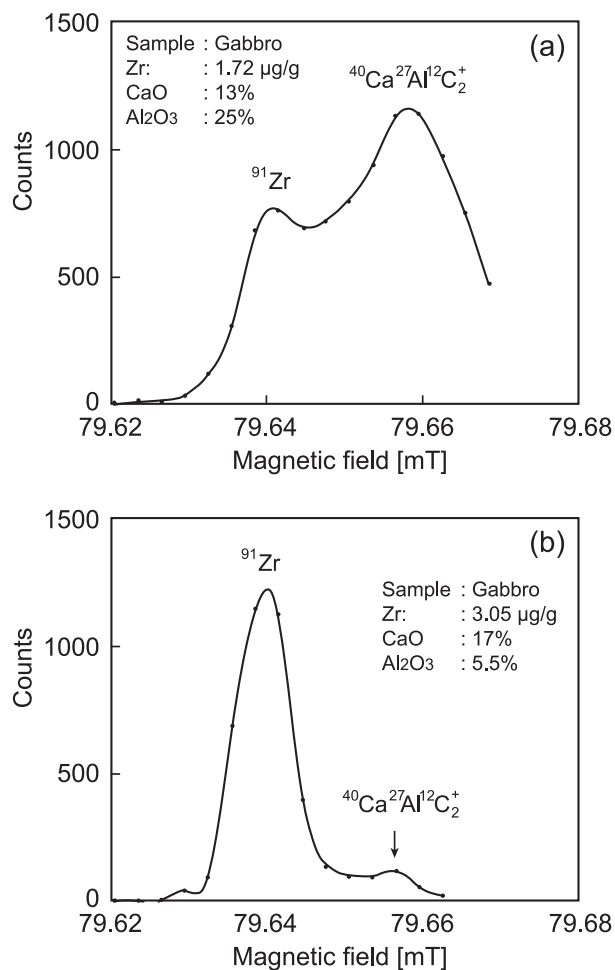 (a)
Sample : Gabbro
Zr: : 1.72 µg/g
CaO : 13%
Al₂O₃ : 25%
⁴⁰Ca²⁷Al¹²C₂⁺
⁹¹Zr
Counts
1500
1000
500
0
79.62 79.64 79.66 79.68
Magnetic field [mT]
(b)
⁹¹Zr
Sample : Gabbro
Zr: : 3.05 µg/g
CaO : 17%
Al₂O₃ : 5.5%
⁴⁰Ca²⁷Al¹²C₂⁺
Counts
1500
1000
500
0
79.62 79.64 79.66 79.68
Magnetic field [mT]